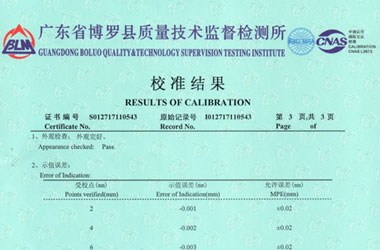 BLM
广东省博罗县质量技术监督检测所
GUANGDONG BOLUO QUALITY&TECHNOLOGY SUPERVISION TESTING INSTITUTE
CNAS
校准结果
RESULTS OF CALIBRATION
证书编号 S012717110543 原始记录号 I012717110543 第 3 页,共 3 页
Certificate No. Record No. Page of
1、外观检查: 外观完好。
Appearance checked: Pass.
2、示值误差:
Error of Indication:
受校点(mm) 示值误差(mm) 允许误差(mm)
Points verified(mm) Error of Indication(mm) MPE(mm)
2 -0.001 ±0.02
4 -0.002 ±0.02
6 -0.003 ±0.02